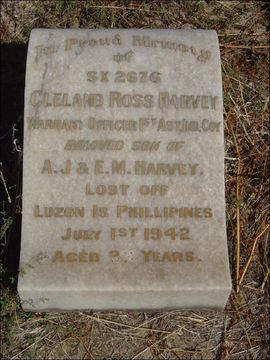 In Proud Memory
of
SX 2676
Cleland Ross Harvey
Warrant Officer 1st Ast. Coy
beloved son of
A.J & E.M. Harvey.
Lost off
Luzon Is Phillipines
July 1st 1942
Aged Years.